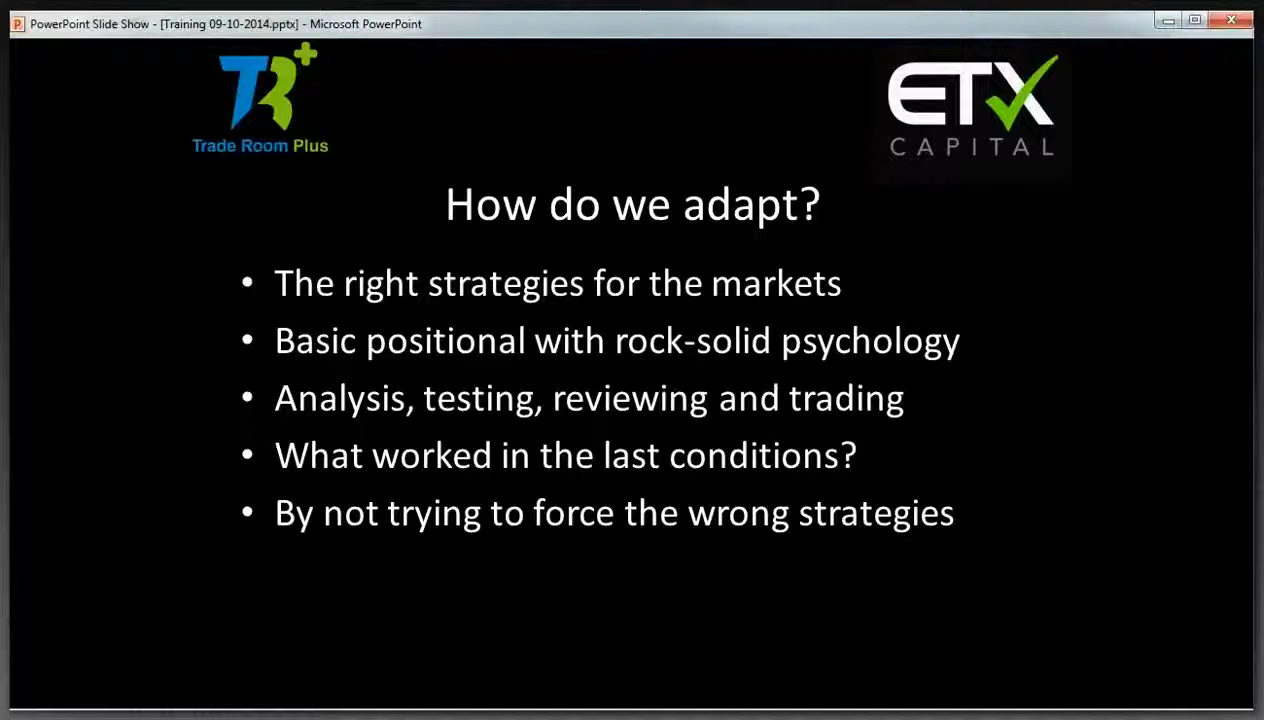 PowerPoint Slide Show - [Training 09-10-2014.pptx] - Microsoft PowerPoint
TR+
Trade Room Plus
ETX
CAPITAL
How do we adapt?
• The right strategies for the markets
• Basic positional with rock-solid psychology
• Analysis, testing, reviewing and trading
• What worked in the last conditions?
• By not trying to force the wrong strategies